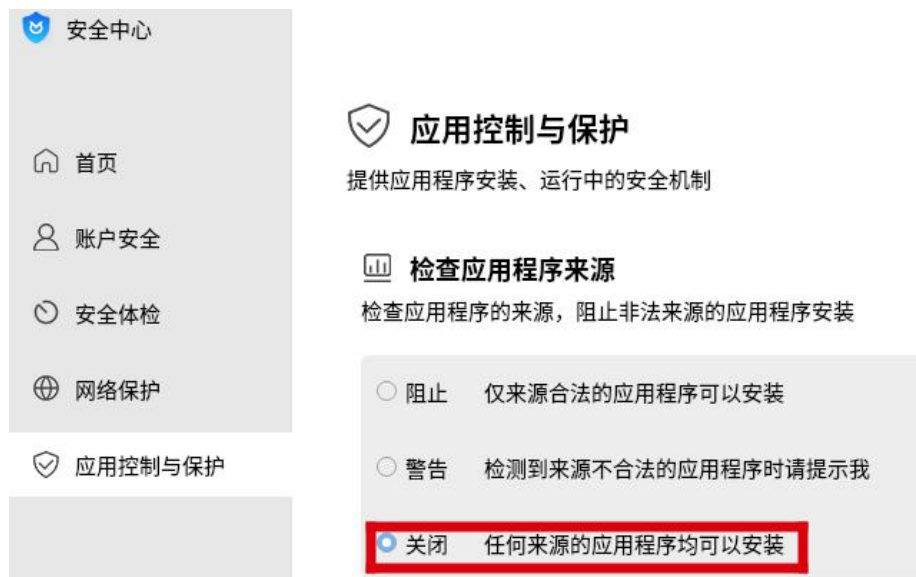 安全中心
首页
账户安全
安全体检
网络保护
应用控制与保护
应用控制与保护
提供应用程序安装、运行中的安全机制
检查应用程序来源
检查应用程序的来源，阻止非法来源的应用程序安装
阻止 仅来源合法的应用程序可以安装
警告 检测到来源不合法的应用程序时请提示我
关闭 任何来源的应用程序均可以安装